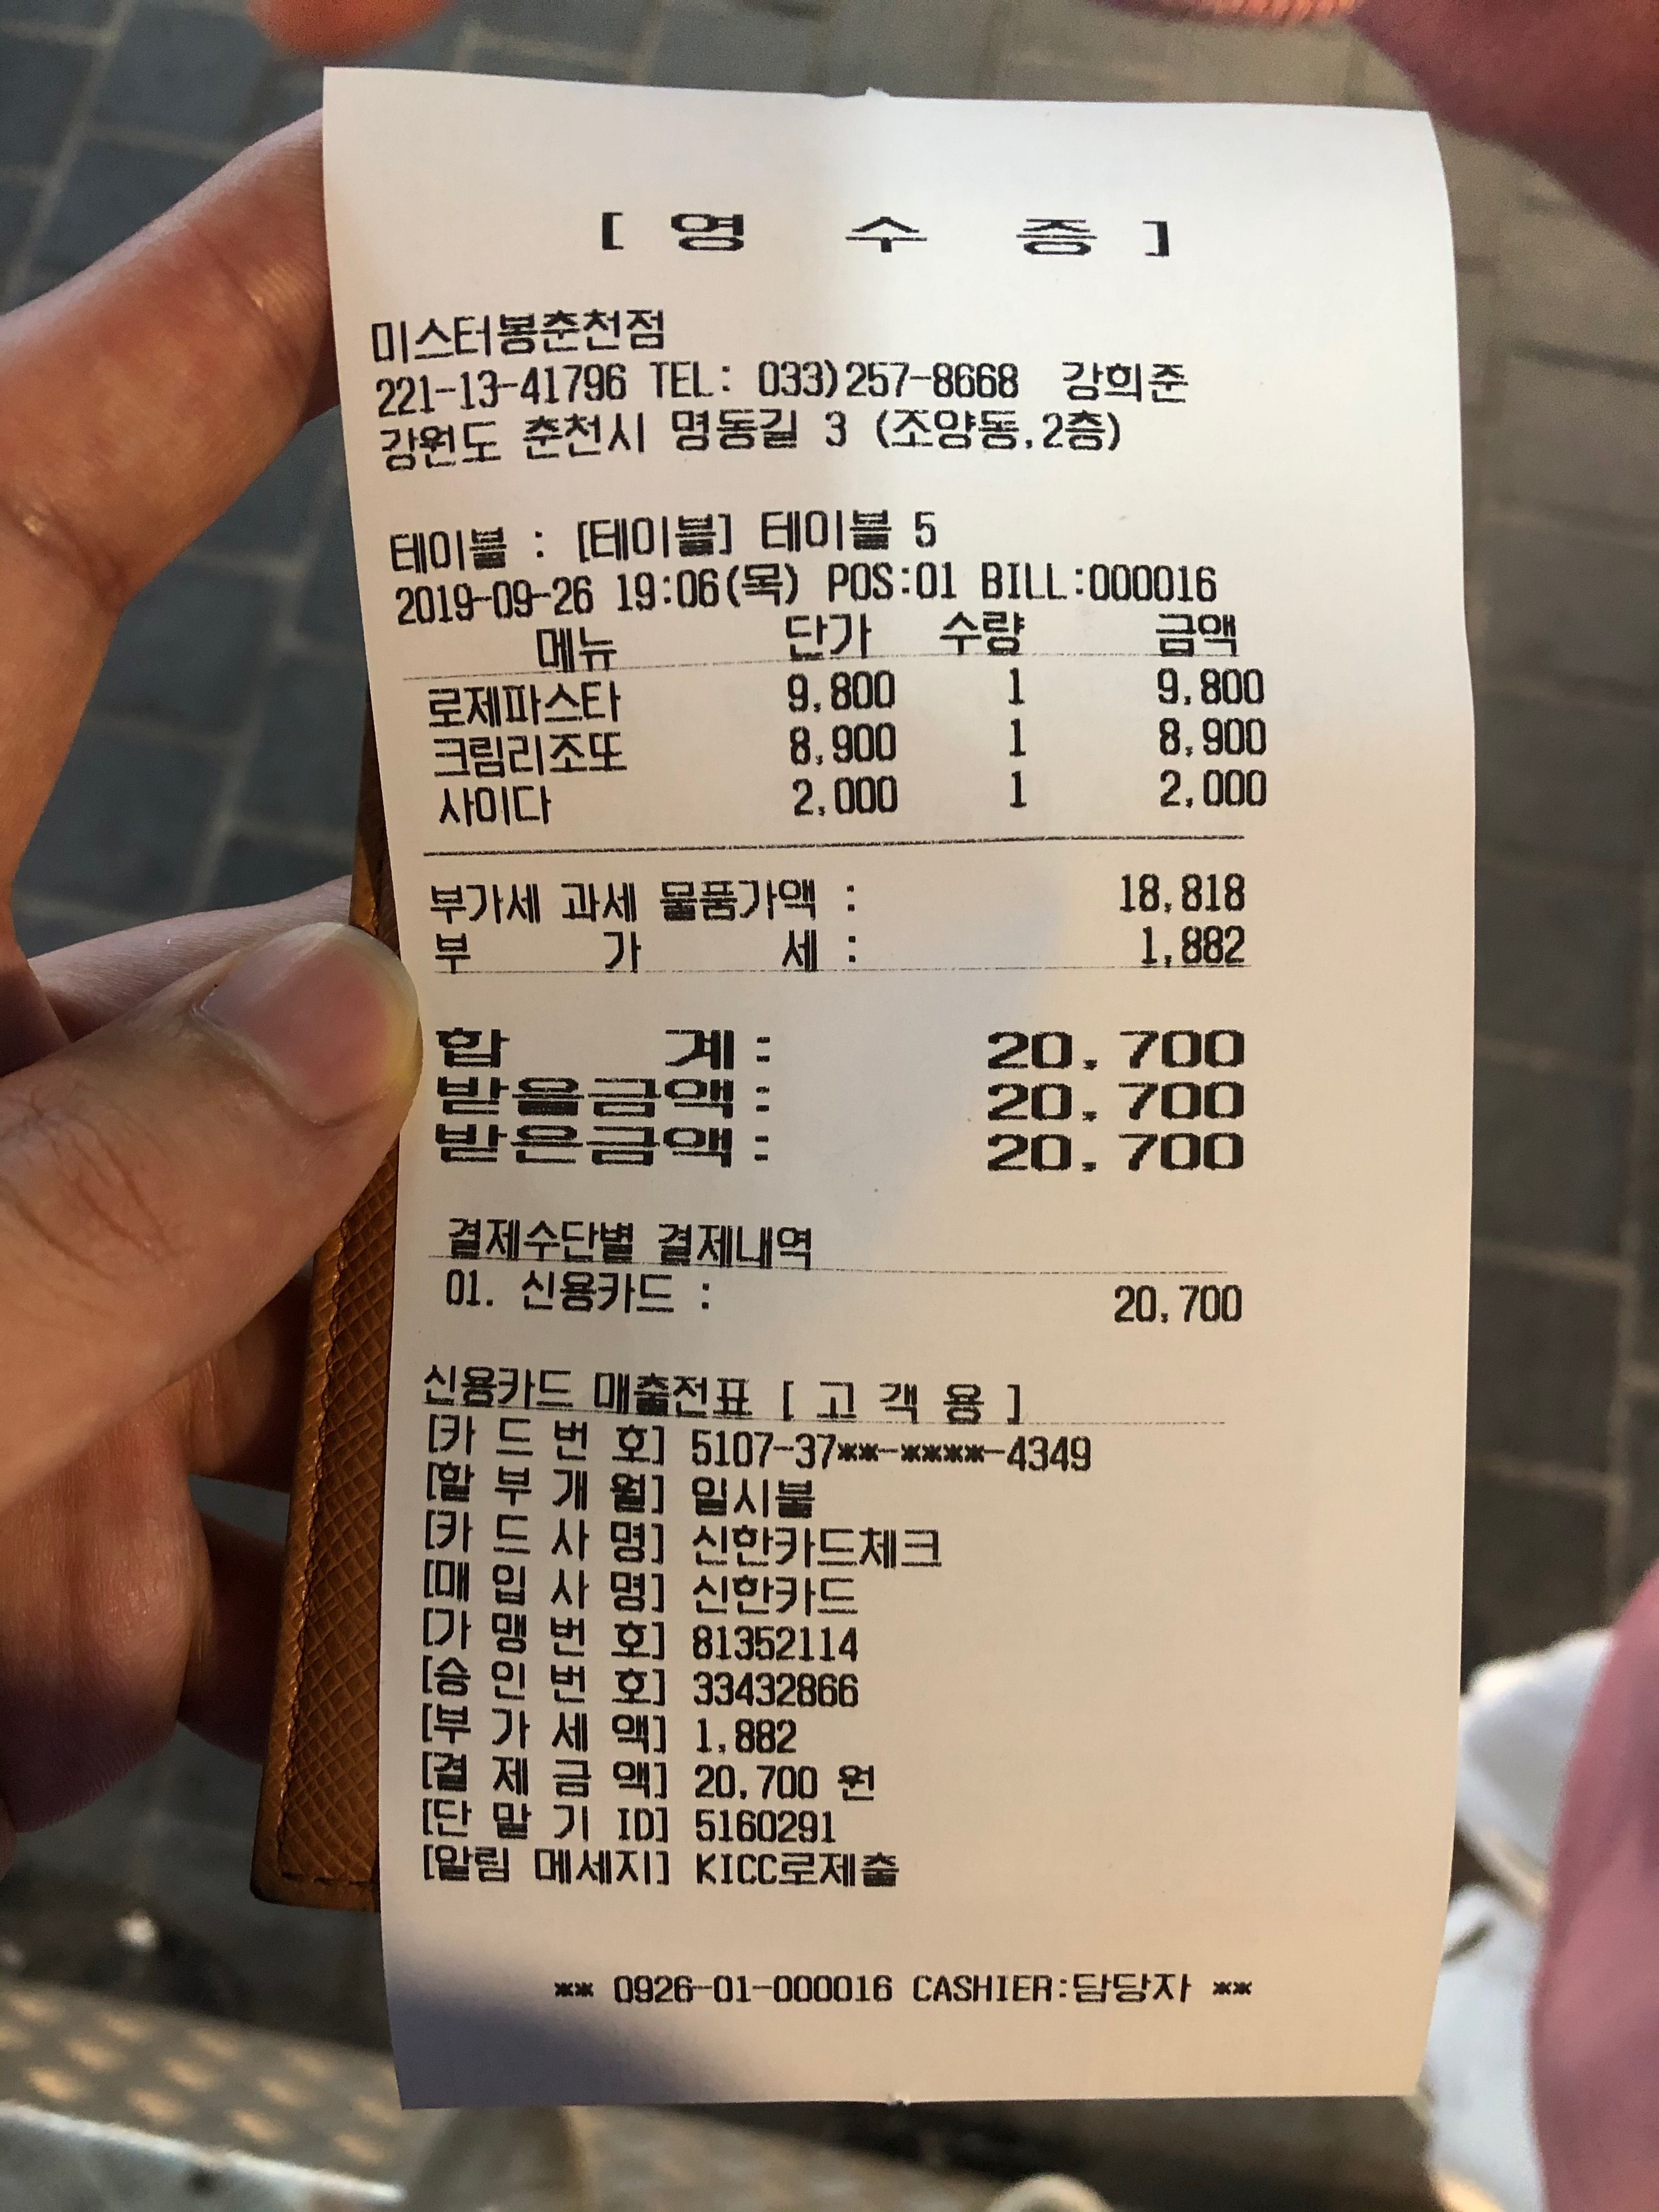 [ 영 수 증 ]
미스터봉춘천점
221-13-41796 TEL: 033)257-8668 강희준
강원도 춘천시 명동길 3 (조양동,2층)
테이블 : [테이블] 테이블 5
2019-09-26 19:06(목) POS:01 BILL:000016
메뉴 단가 수량 금액
로제파스타 9,800 1 9,800
크림리조또 8,900 1 8,900
사이다 2,000 1 2,000
부가세 과세 물품가액 : 18,818
부 가 세 : 1,882
합 계 : 20,700
받을금액 : 20,700
받은금액 : 20,700
결제수단별 결제내역
01. 신용카드 : 20,700
신용카드 매출전표 [ 고 객 용 ]
[카 드 번 호] 5107-37**-****-4349
[할 부 개 월] 일시불
[카 드 사 명] 신한카드체크
[매 입 사 명] 신한카드
[가 맹 번 호] 81352114
[승 인 번 호] 33432866
[부 가 세 액] 1,882
[결 제 금 액] 20,700 원
[단 말 기 ID] 5160291
[알림 메세지] KICC로제출
** 0926-01-000016 CASHIER:담당자 **